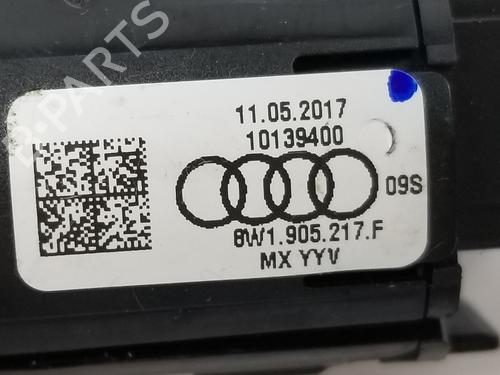 B-PARTS
11.05.2017
10139400
09S
8W1.905.217.F
MX YYV